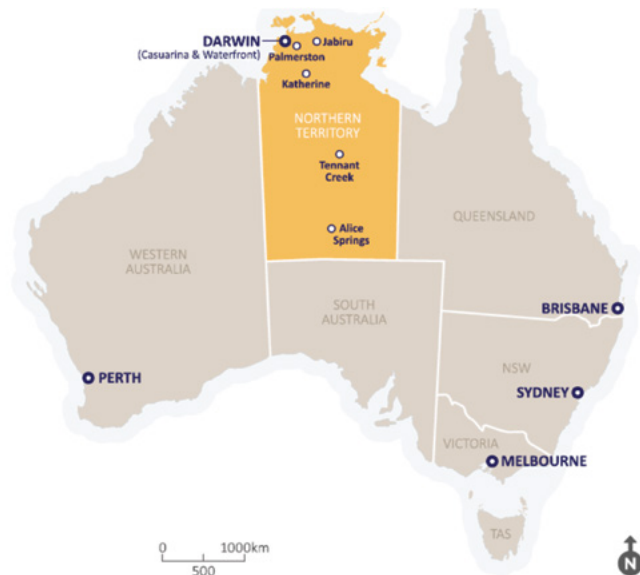 DARWIN
(Casuarina & Waterfront)
Jabiru
Palmerston
Katherine
NORTHERN
TERRITORY
Tennant
Creek
QUEENSLAND
Alice
Springs
WESTERN
AUSTRALIA
SOUTH
AUSTRALIA
BRISBANE
NSW
PERTH
SYDNEY
VICTORIA
MELBOURNE
TAS
0 1000km
500
N